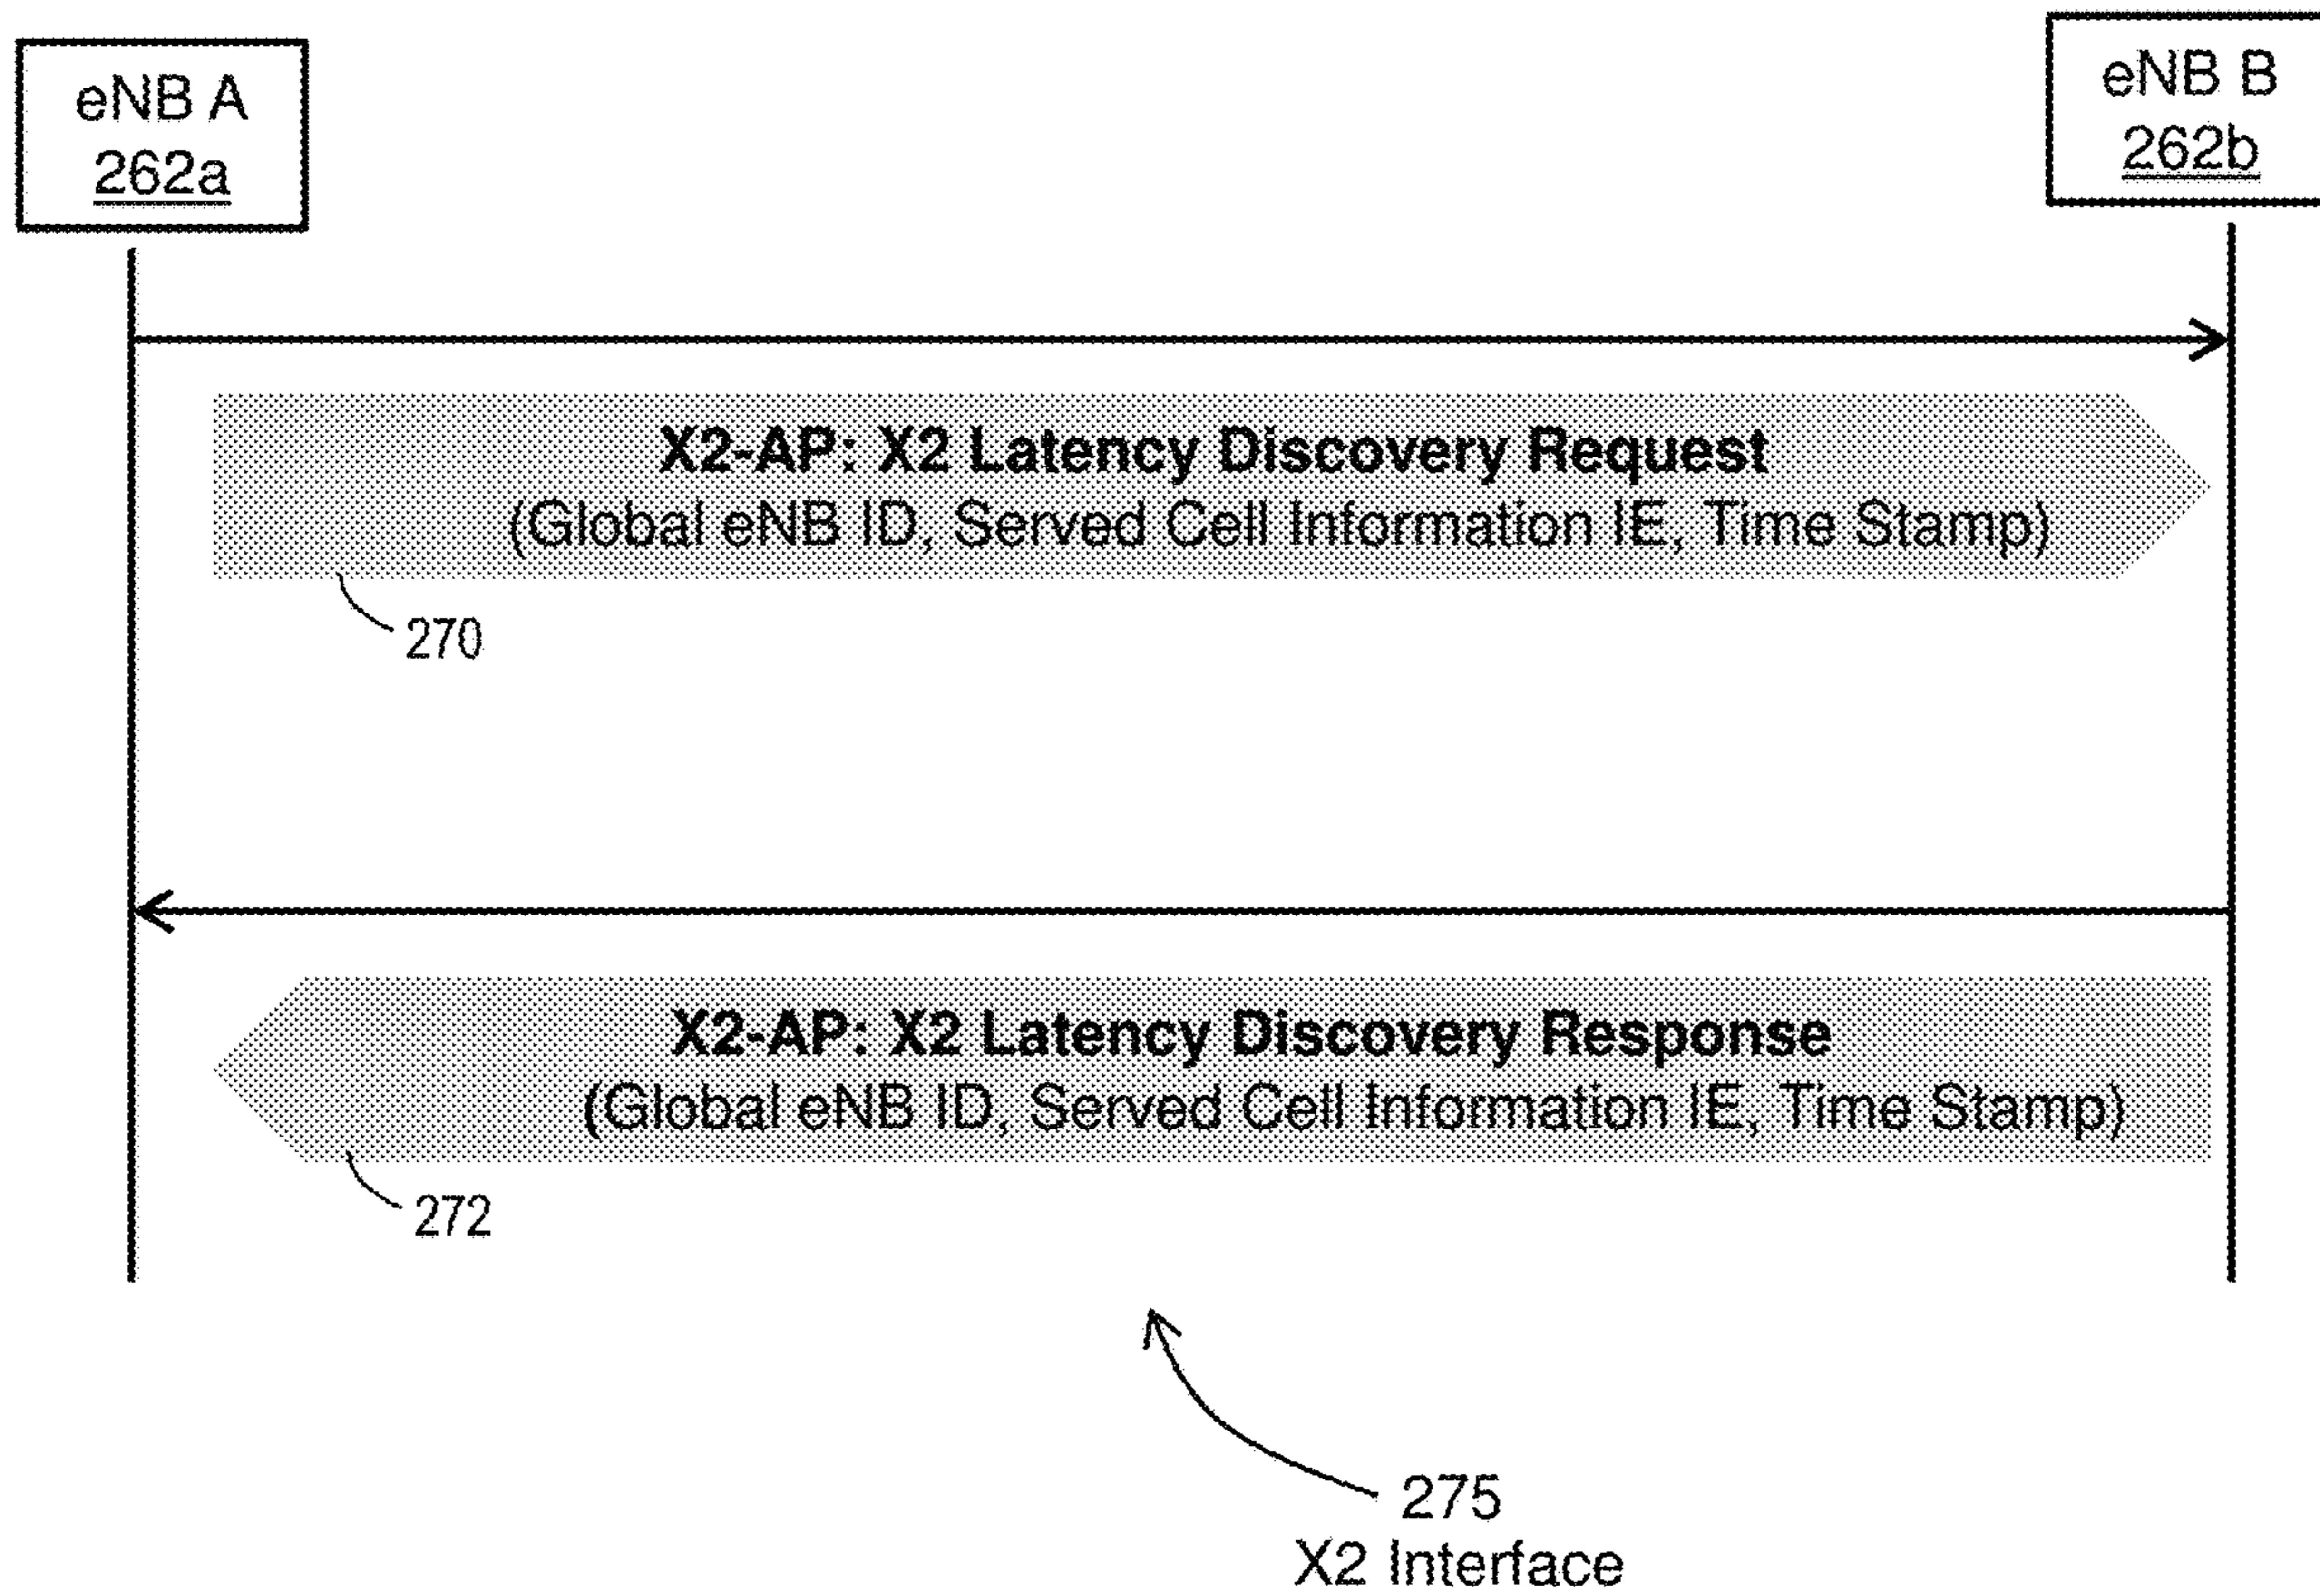 eNB A
262a
eNB B
262b
X2-AP: X2 Latency Discovery Request
(Global eNB ID, Served Cell Information IE, Time Stamp)
270
X2-AP: X2 Latency Discovery Response
(Global eNB ID, Served Cell Information IE, Time Stamp)
272
275
X2 Interface